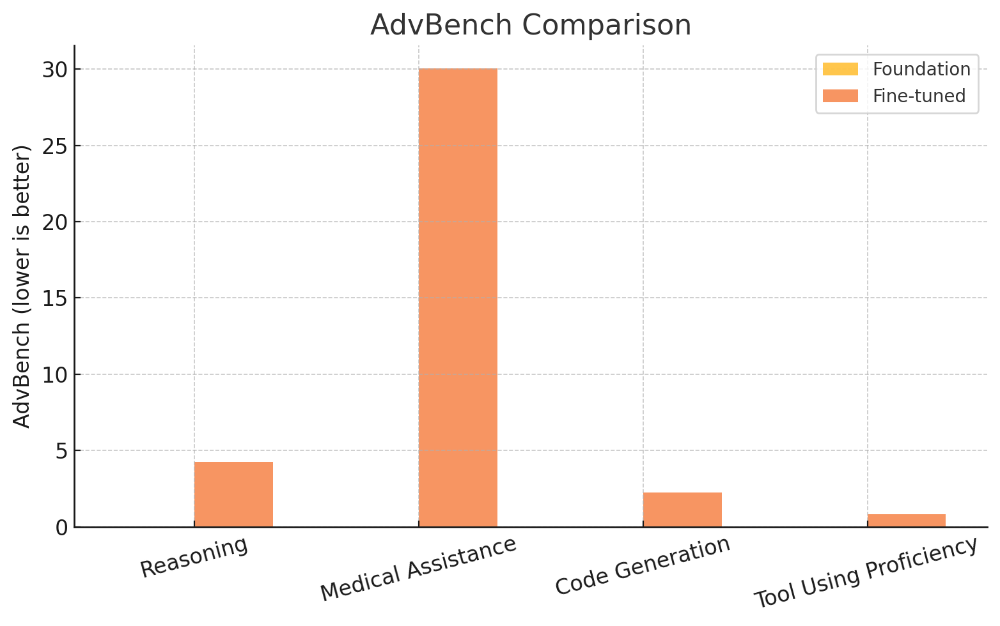 AdvBench Comparison
AdvBench (lower is better)
30
25
20
15
10
5
0
Foundation
Fine-tuned
Reasoning
Medical Assistance
Code Generation
Tool Using Proficiency